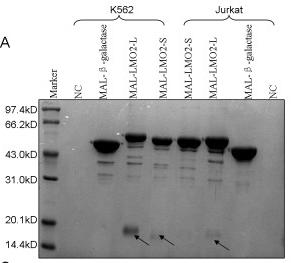 K562 Jurkat
A
Marker NC MAL-β-galactase MAL-LMO2-L MAL-LMO2-S MAL-LMO2-S MAL-LMO2-L MAL-β-galactase NC
97.4kD
66.2kD
43.0kD
31.0kD
20.1kD
14.4kD